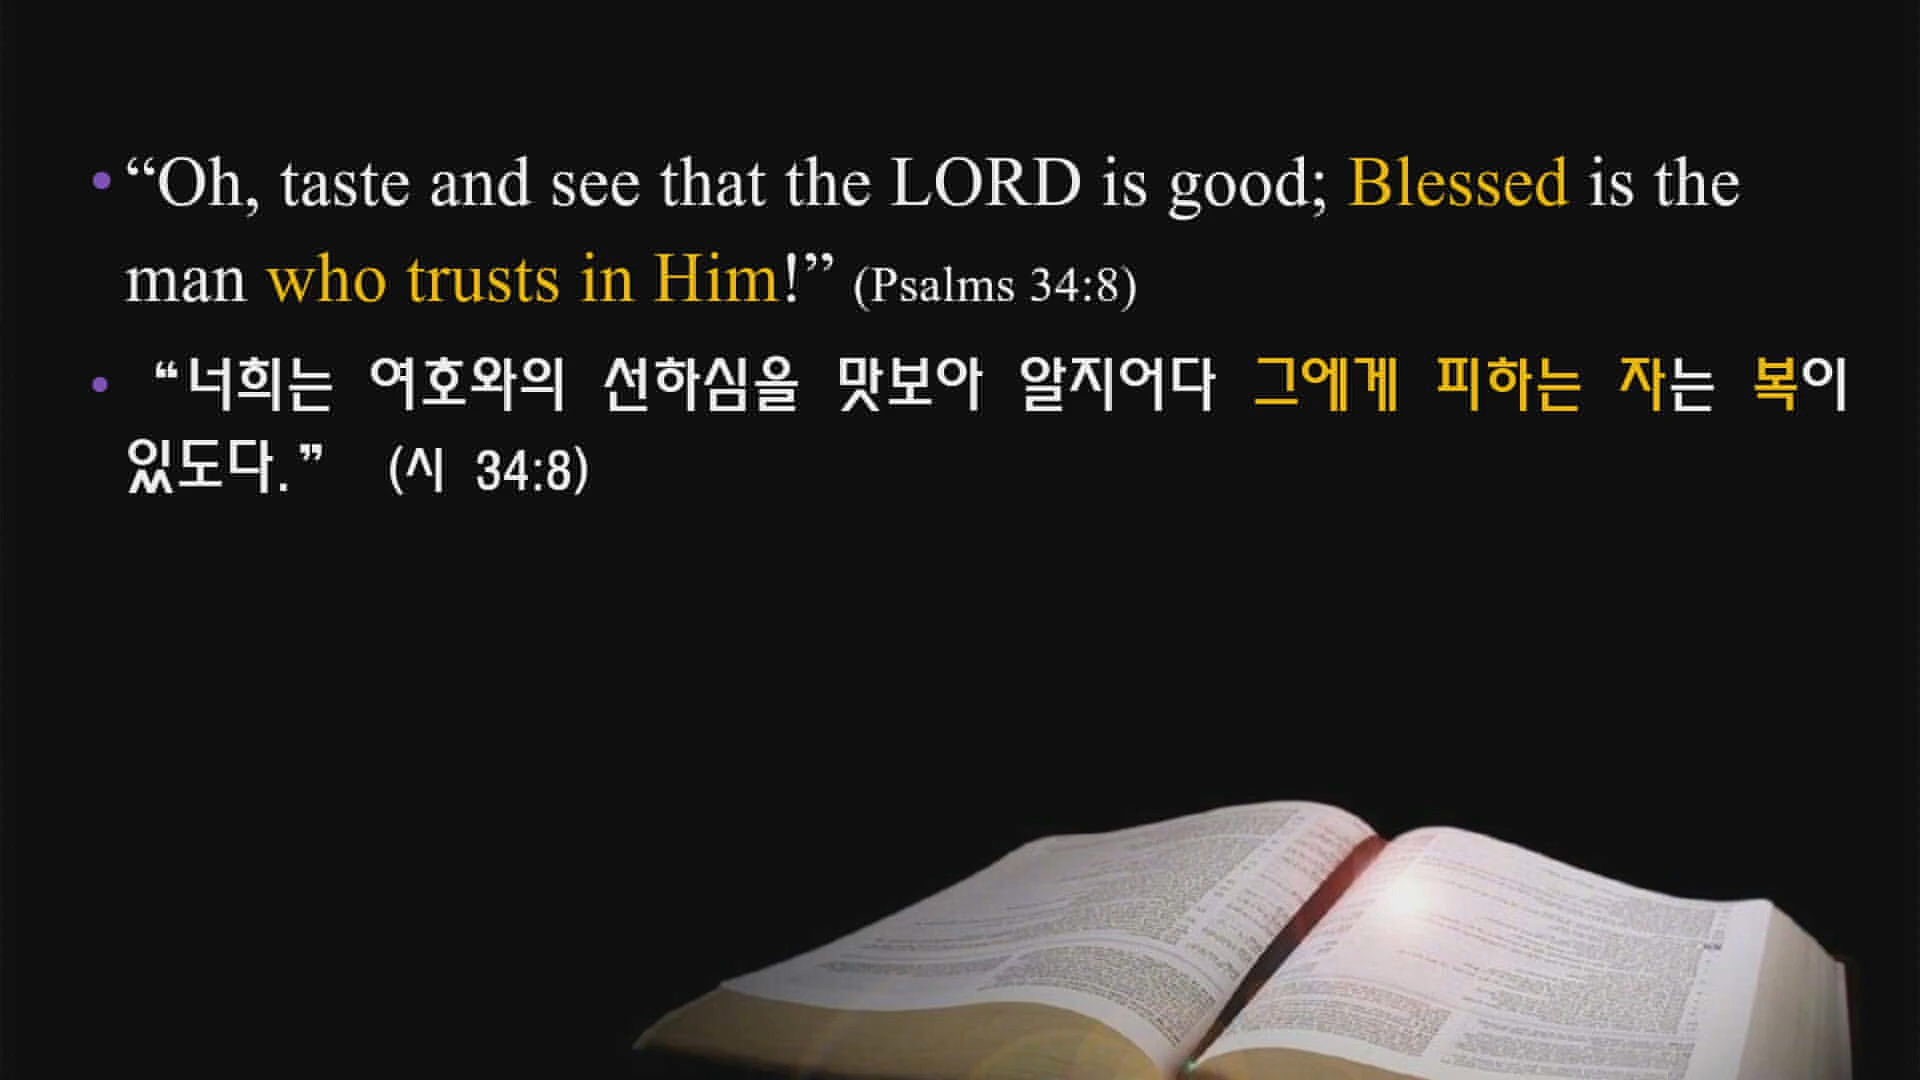 • “Oh, taste and see that the LORD is good; Blessed is the
man who trusts in Him!” (Psalms 34:8)
• “너희는 여호와의 선하심을 맛보아 알지어다 그에게 피하는 자는 복이
있도다.” (시 34:8)